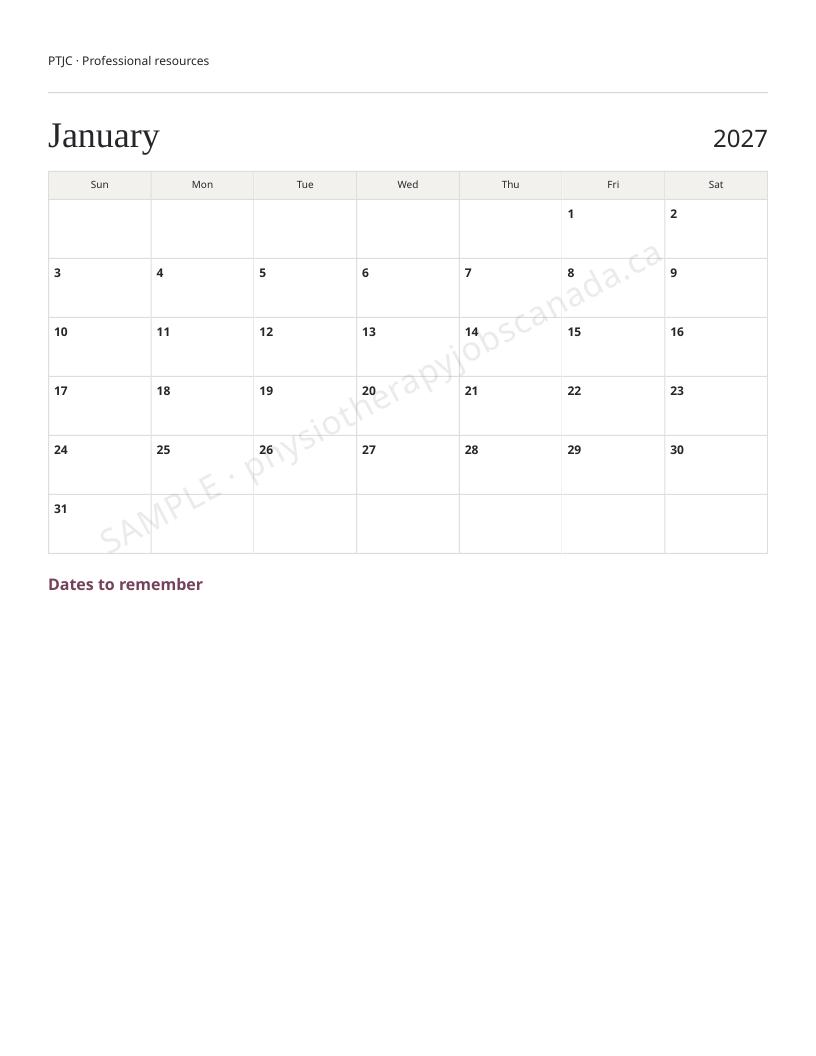 PTJC · Professional resources
January 2027
Sun Mon Tue Wed Thu Fri Sat
1 2
3 4 5 6 7 8 9
10 11 12 13 14 15 16
17 18 19 20 21 22 23
24 25 26 27 28 29 30
31
SAMPLE · physiotherapyjobscanada.ca
Dates to remember